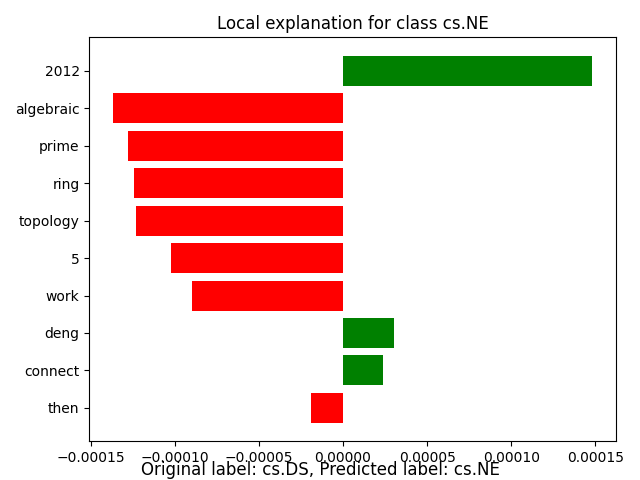 Local explanation for class cs.NE
2012
algebraic
prime
ring
topology
5
work
deng
connect
then
−0.00015 −0.00010 −0.00005 0.00000 0.00005 0.00010 0.00015
Original label: cs.DS, Predicted label: cs.NE